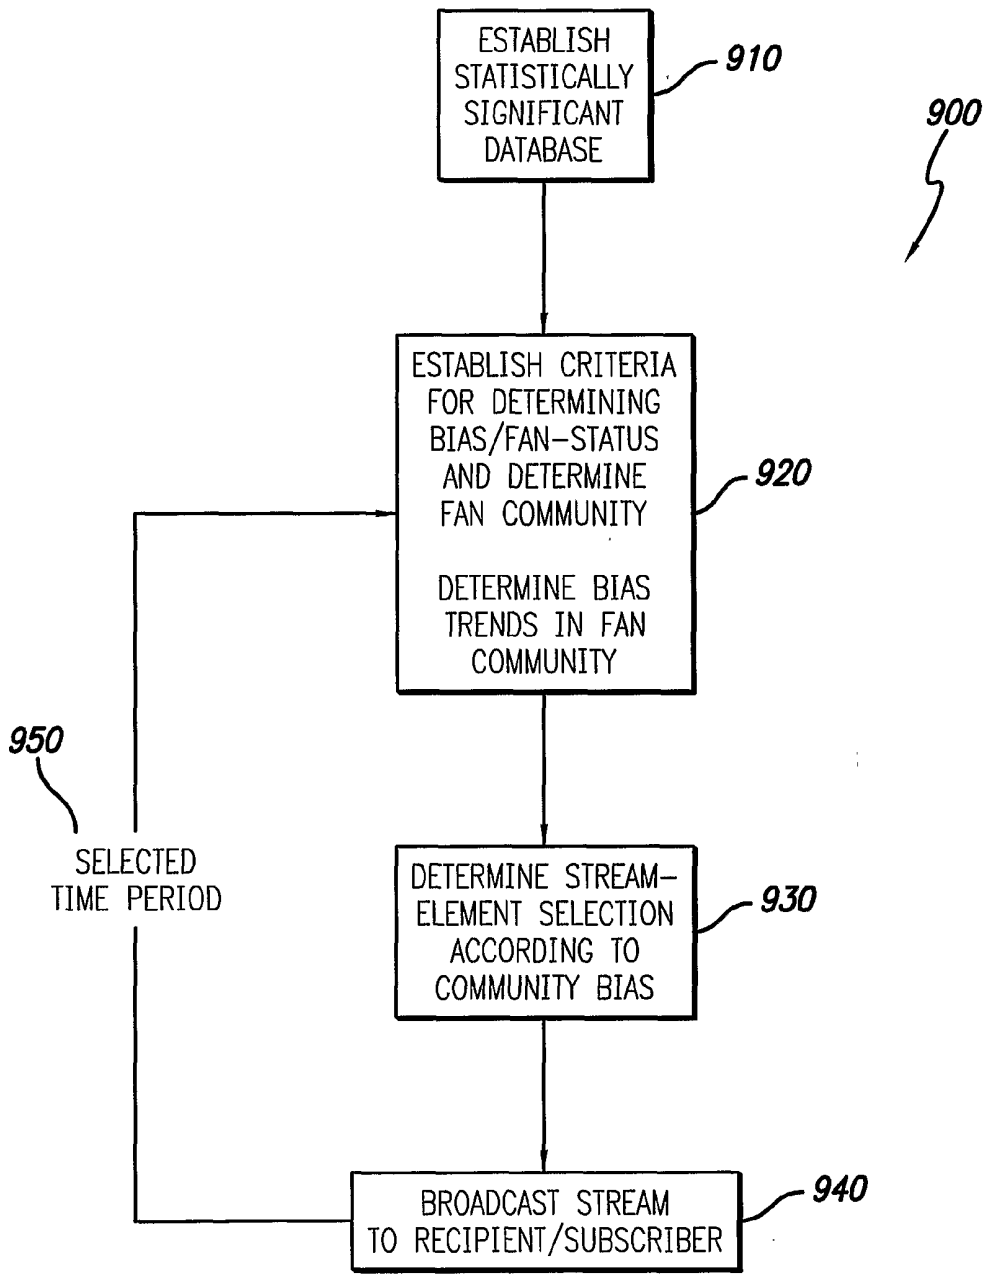 ESTABLISH
STATISTICALLY
SIGNIFICANT
DATABASE
910
900
ESTABLISH CRITERIA
FOR DETERMINING
BIAS/FAN-STATUS
AND DETERMINE
FAN COMMUNITY
920
DETERMINE BIAS
TRENDS IN FAN
COMMUNITY
950
SELECTED
TIME PERIOD
DETERMINE STREAM-
ELEMENT SELECTION
ACCORDING TO
COMMUNITY BIAS
930
BROADCAST STREAM
TO RECIPIENT/SUBSCRIBER
940